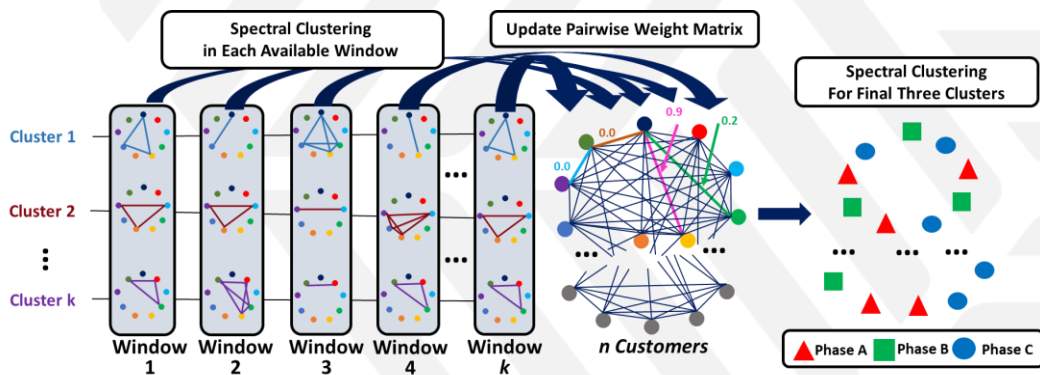 Spectral Clustering
in Each Available Window
Update Pairwise Weight Matrix
Spectral Clustering
For Final Three Clusters
Cluster 1
Cluster 2
Cluster k
...
...
...
...
0.0
0.0
0.9
0.2
...
...
... ... ...
Window
1
Window
2
Window
3
Window
4
Window
k
n Customers
Phase A
Phase B
Phase C